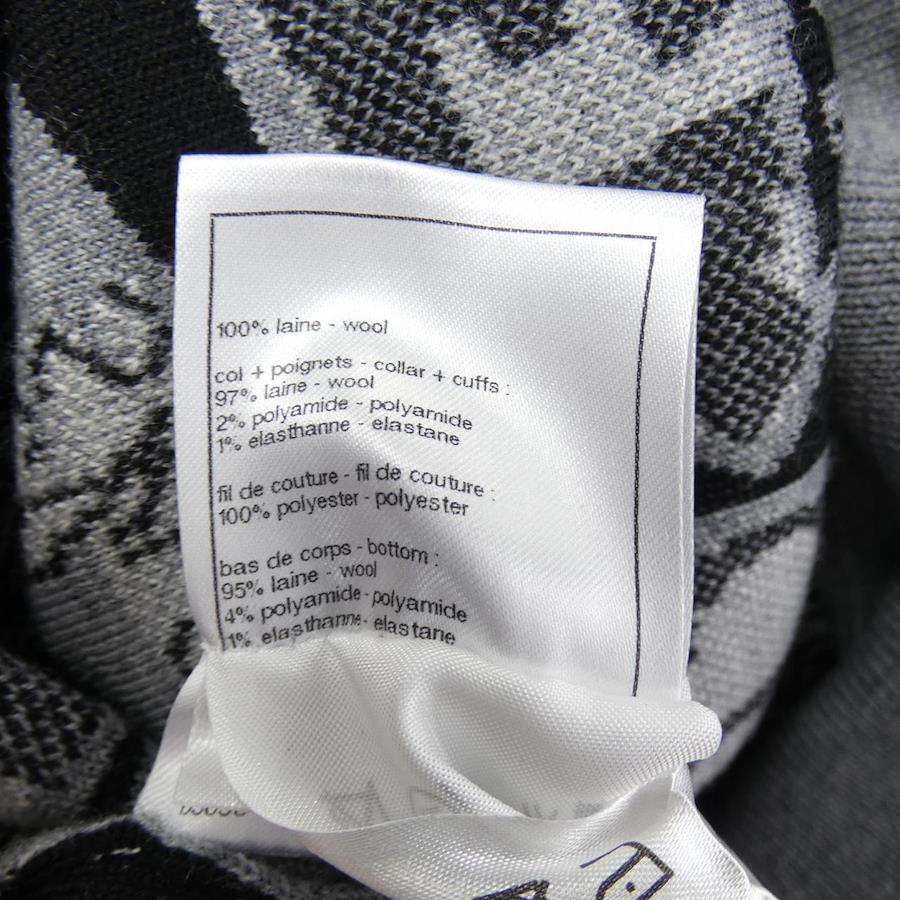 100% laine - wool
col + poignets - collar + cuffs :
97% laine - wool
2% polyamide - polyamide
1% elasthanne - elastane
fil de couture - fil de couture :
100% polyester - polyester
bas de corps - bottom :
95% laine - wool
4% polyamide - polyamide
1% elasthanne - elastane